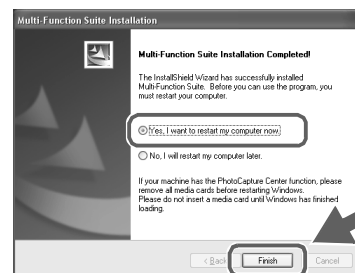 Multi-Function Suite Installation
Multi-Function Suite Installation Completed!
The InstallShield Wizard has successfully installed
Multi-Function Suite. Before you can use the program, you
must restart your computer.
Yes, I want to restart my computer now.
No, I will restart my computer later.
If your machine has the PhotoCapture Center function, please
remove all media cards before restarting Windows.
Please do not insert a media card until Windows has finished
loading.
< Back
Finish
Cancel